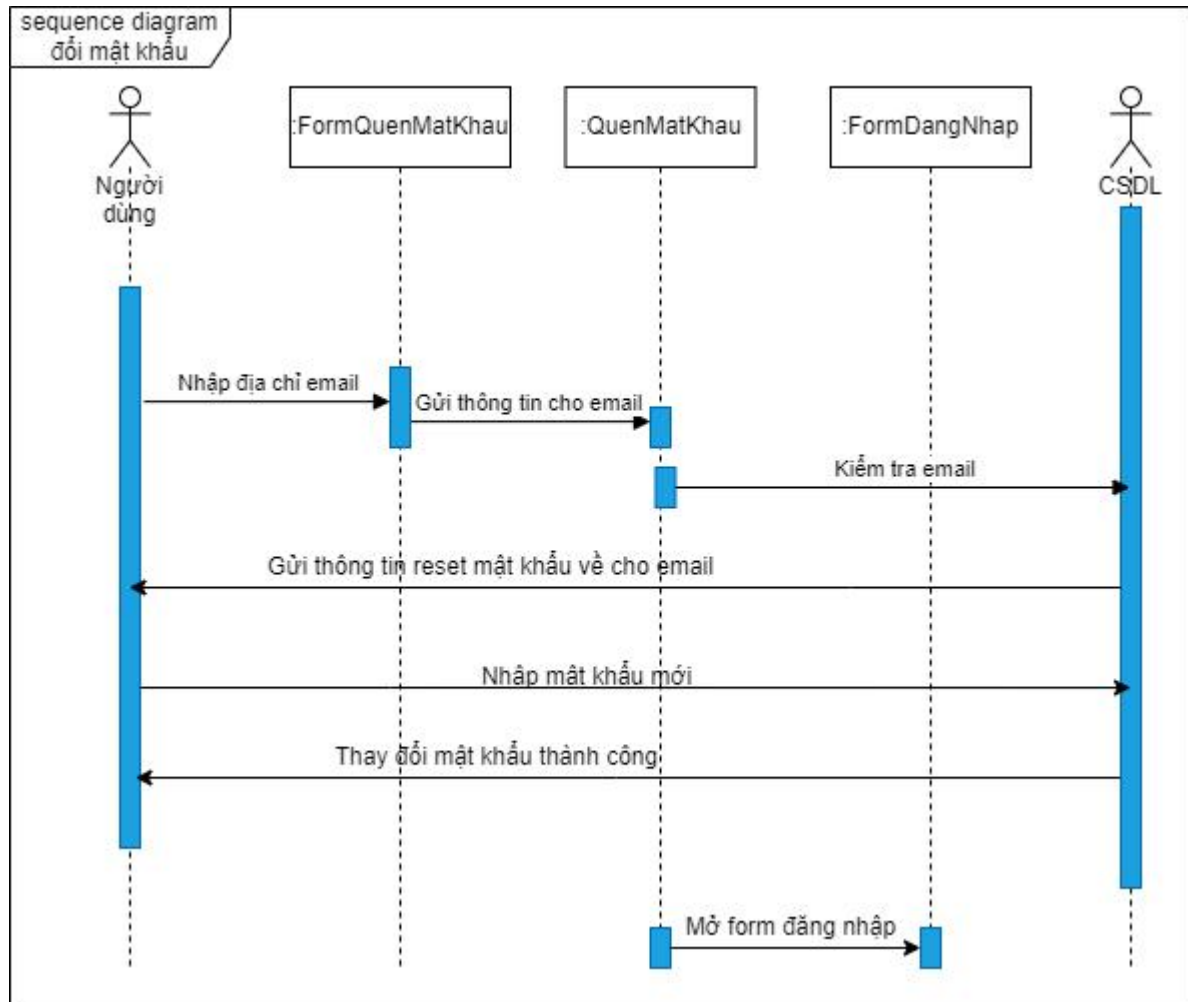 sequence diagram
đổi mật khẩu
:FormQuenMatKhau
:QuenMatKhau
:FormDangNhap
Người
dùng
CSDL
Nhập địa chỉ email
Gửi thông tin cho email
Kiểm tra email
Gửi thông tin reset mật khẩu về cho email
Nhập mật khẩu mới
Thay đổi mật khẩu thành công
Mở form đăng nhập